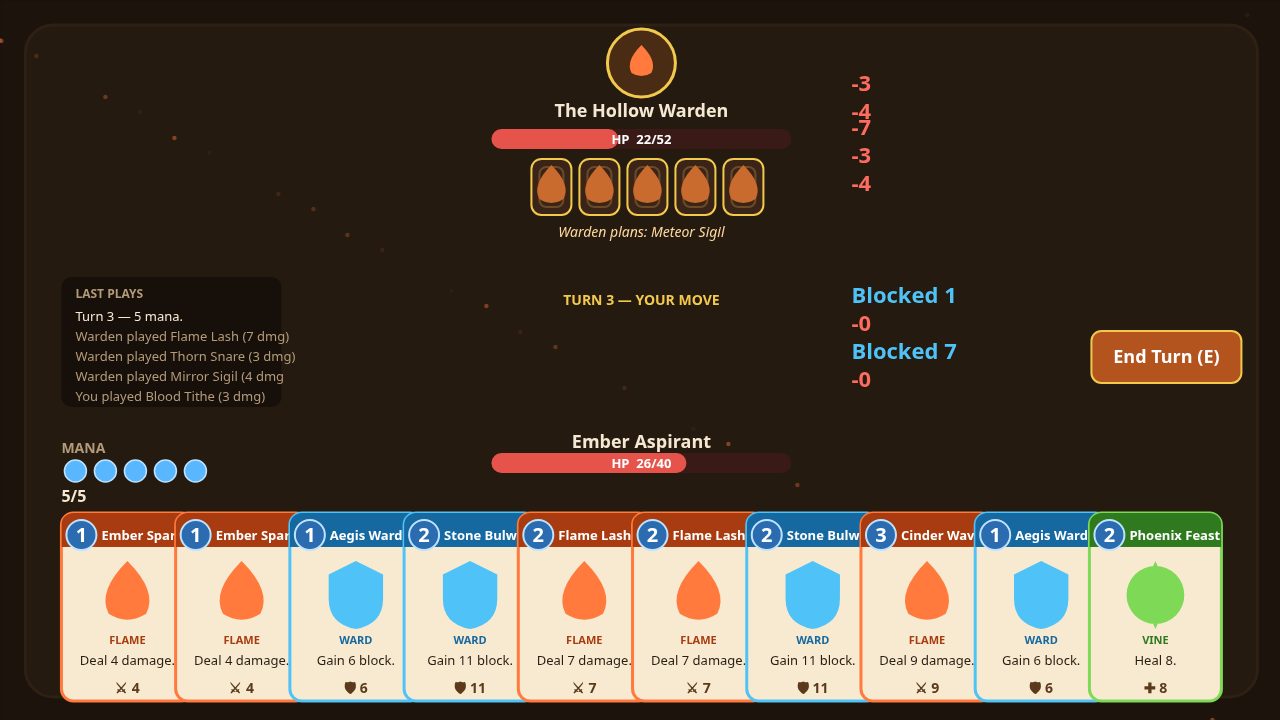 The Hollow Warden
HP 22/52
Warden plans: Meteor Sigil
-3
-4
-7
-3
-4
LAST PLAYS
Turn 3 — 5 mana.
Warden played Flame Lash (7 dmg)
Warden played Thorn Snare (3 dmg)
Warden played Mirror Sigil (4 dmg
You played Blood Tithe (3 dmg)
TURN 3 — YOUR MOVE
Blocked 1
-0
Blocked 7
-0
End Turn (E)
Ember Aspirant
HP 26/40
MANA
5/5
1 Ember Spar
FLAME
Deal 4 damage.
⚔ 4
1 Ember Spar
FLAME
Deal 4 damage.
⚔ 4
1 Aegis Ward
WARD
Gain 6 block.
🛡 6
2 Stone Bulw
WARD
Gain 11 block.
🛡 11
2 Flame Lash
FLAME
Deal 7 damage.
⚔ 7
2 Flame Lash
FLAME
Deal 7 damage.
⚔ 7
2 Stone Bulw
WARD
Gain 11 block.
🛡 11
3 Cinder Wav
FLAME
Deal 9 damage.
⚔ 9
1 Aegis Ward
WARD
Gain 6 block.
🛡 6
2 Phoenix Feast
VINE
Heal 8.
✚ 8